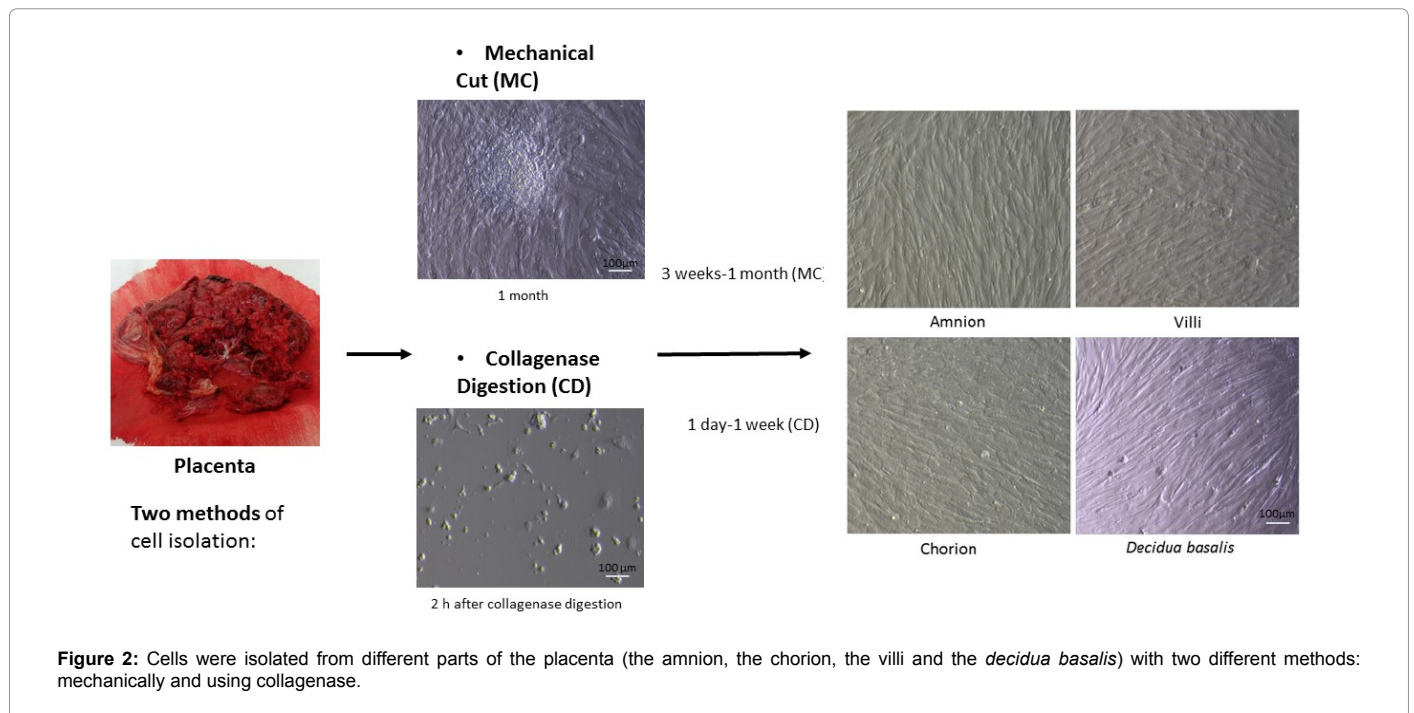 • Mechanical
Cut (MC)
100µm
1 month
Placenta
Two methods of
cell isolation:
• Collagenase
Digestion (CD)
100 µm
2 h after collagenase digestion
3 weeks-1 month (MC)
1 day-1 week (CD)
Amnion
Villi
Chorion
100µm
Decidua basalis
Figure 2: Cells were isolated from different parts of the placenta (the amnion, the chorion, the villi and the decidua basalis) with two different methods:
mechanically and using collagenase.